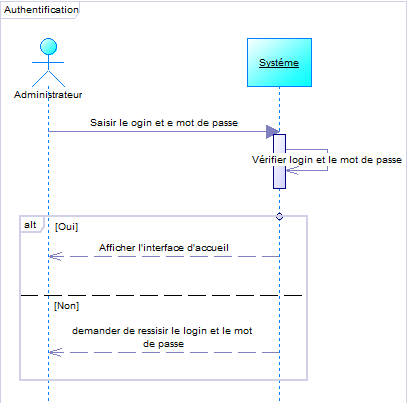 Authentification
Systéme
Administrateur
Saisir le ogin et e mot de passe
Vérifier login et le mot de passe
alt
[Oui]
Afficher l'interface d'accueil
[Non]
demander de ressisir le login et le mot
de passe